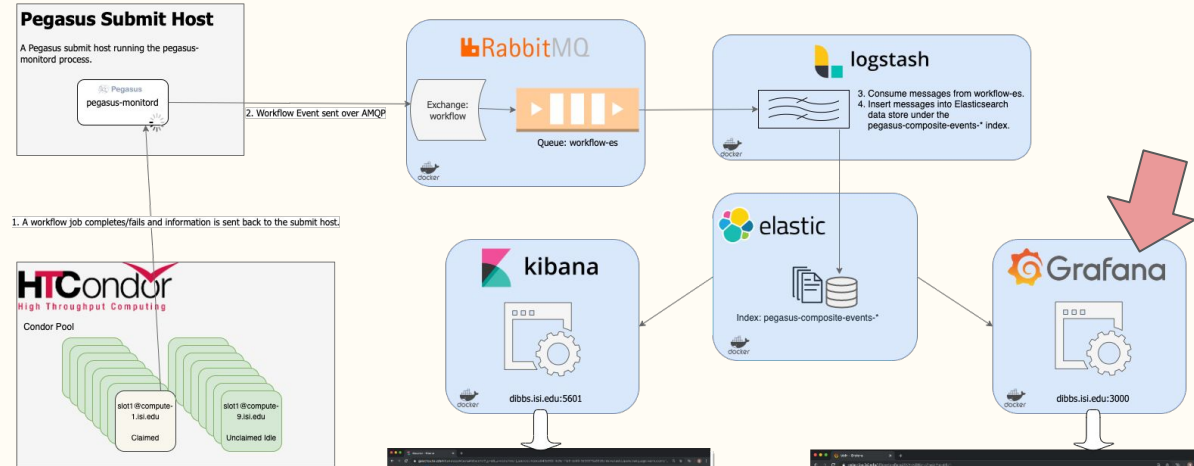 Pegasus Submit Host
A Pegasus submit host running the pegasus-
monitord process.
Pegasus
pegasus-monitord
2. Workflow Event sent over AMQP
1. A workflow job completes/fails and information is sent back to the submit host.
HTCondor
High Throughput Computing
Condor Pool
slot1@compute-
1.isi.edu
Claimed
slot1@compute-
9.isi.edu
Unclaimed Idle
RabbitMQ
Exchange:
workflow
Queue: workflow-es
docker
logstash
3. Consume messages from workflow-es.
4. Insert messages into Elasticsearch
data store under the
pegasus-composite-events-* index.
docker
elastic
Index: pegasus-composite-events-*
docker
kibana
docker
dibbs.isi.edu:5601
Grafana
docker
dibbs.isi.edu:3000